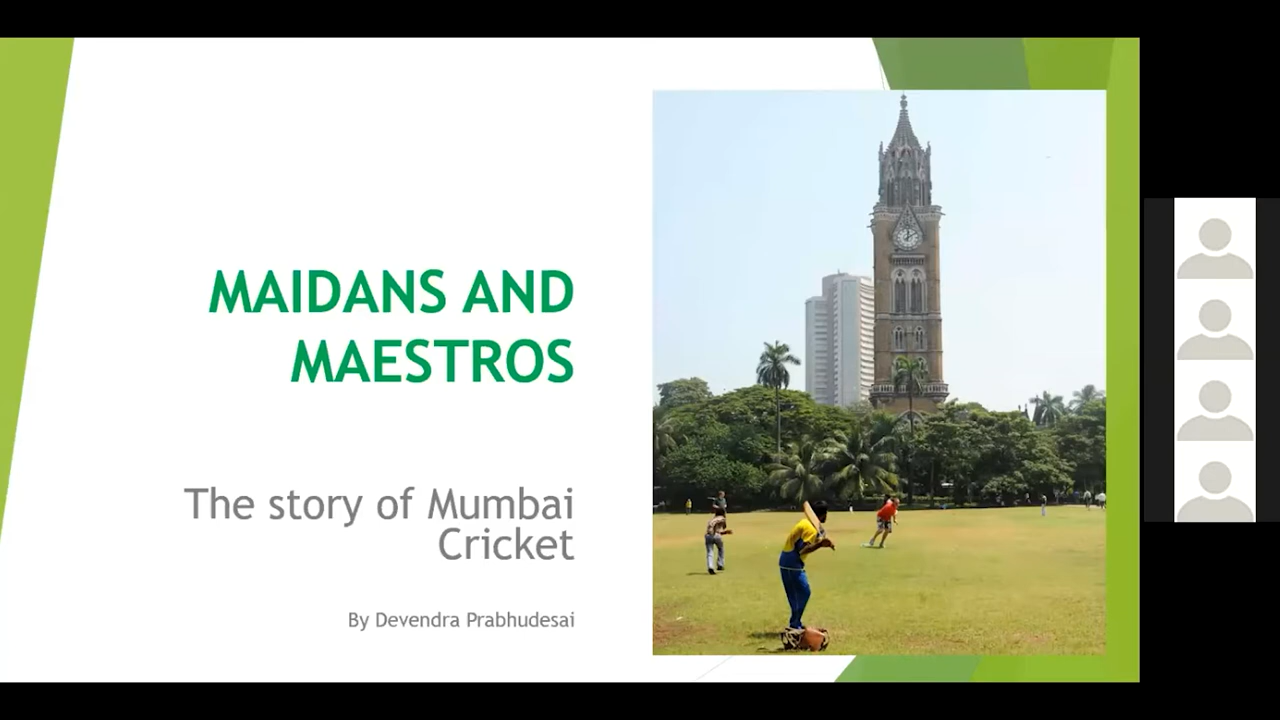 MAIDANS AND
MAESTROS
The story of Mumbai
Cricket
By Devendra Prabhudesai